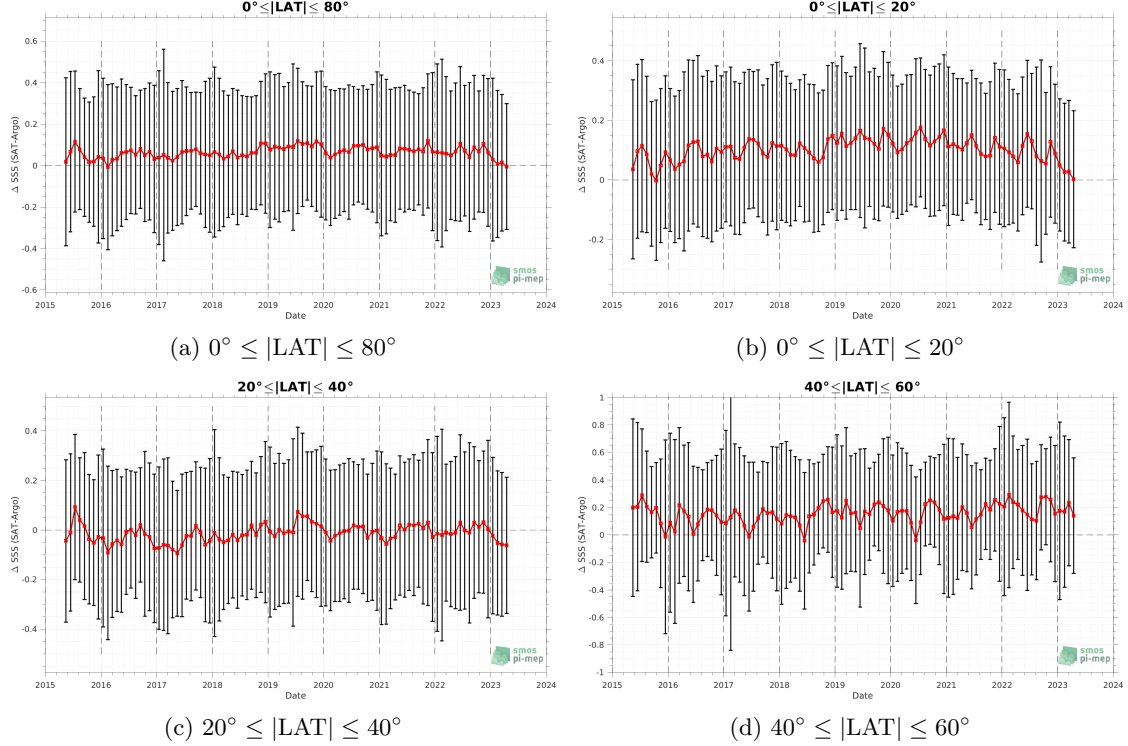 0°≤|LAT|≤ 80°
Δ SSS (SAT-Argo)
0.6
0.4
0.2
0
-0.2
-0.4
-0.6
2015 2016 2017 2018 2019 2020 2021 2022 2023 2024
Date
smos
pi-mep
(a) 0° ≤ |LAT| ≤ 80°
0°≤|LAT|≤ 20°
Δ SSS (SAT-Argo)
0.4
0.2
0
-0.2
2015 2016 2017 2018 2019 2020 2021 2022 2023 2024
Date
smos
pi-mep
(b) 0° ≤ |LAT| ≤ 20°
20°≤|LAT|≤ 40°
Δ SSS (SAT-Argo)
0.4
0.2
0
-0.2
-0.4
2015 2016 2017 2018 2019 2020 2021 2022 2023 2024
Date
smos
pi-mep
(c) 20° ≤ |LAT| ≤ 40°
40°≤|LAT|≤ 60°
Δ SSS (SAT-Argo)
1
0.8
0.6
0.4
0.2
0
-0.2
-0.4
-0.6
-0.8
-1
2015 2016 2017 2018 2019 2020 2021 2022 2023 2024
Date
smos
pi-mep
(d) 40° ≤ |LAT| ≤ 60°